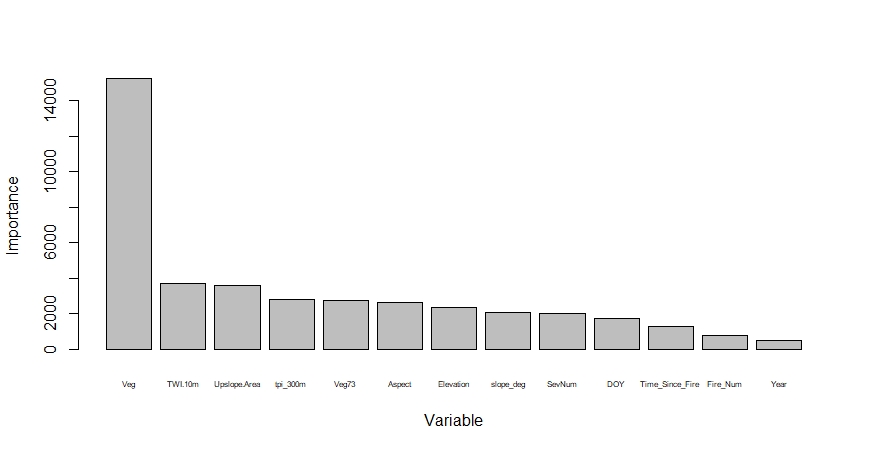 Importance
14000
10000
6000
2000
0
Veg TWI.10m Upslope.Area tpi_300m Veg73 Aspect Elevation slope_deg SevNum DOY Time_Since_Fire Fire_Num Year
Variable